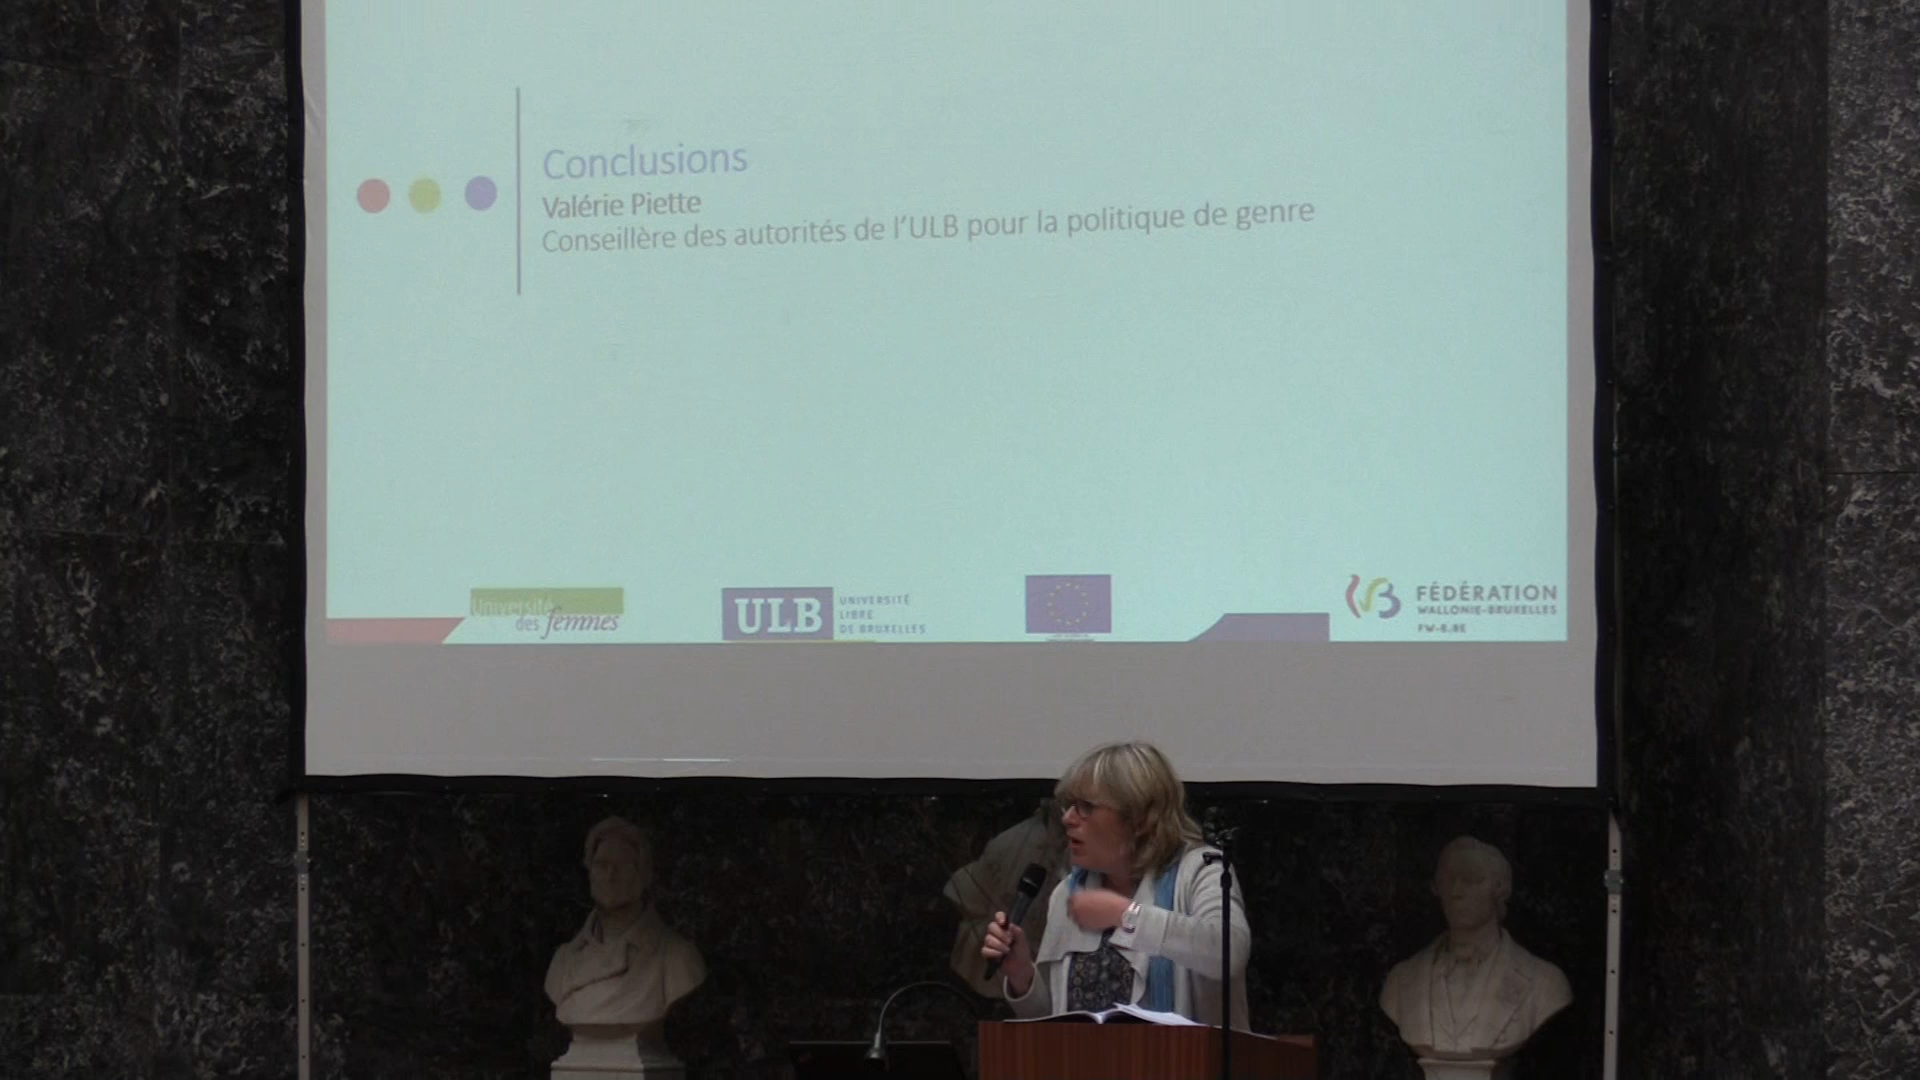 Conclusions
Valérie Piette
Conseillère des autorités de l'ULB pour la politique de genre
Université
des femmes
ULB
UNIVERSITÉ
LIBRE
DE BRUXELLES
FÉDÉRATION
WALLONIE-BRUXELLES
FW-B.BE